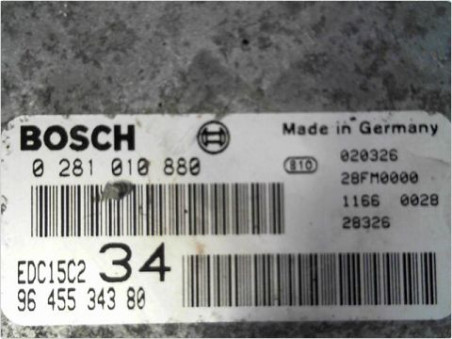 BOSCH
Made in Germany
0 281 010 880
810
020326
28FM0000
1166 0028
28326
EDC15C2 34
96 455 343 80